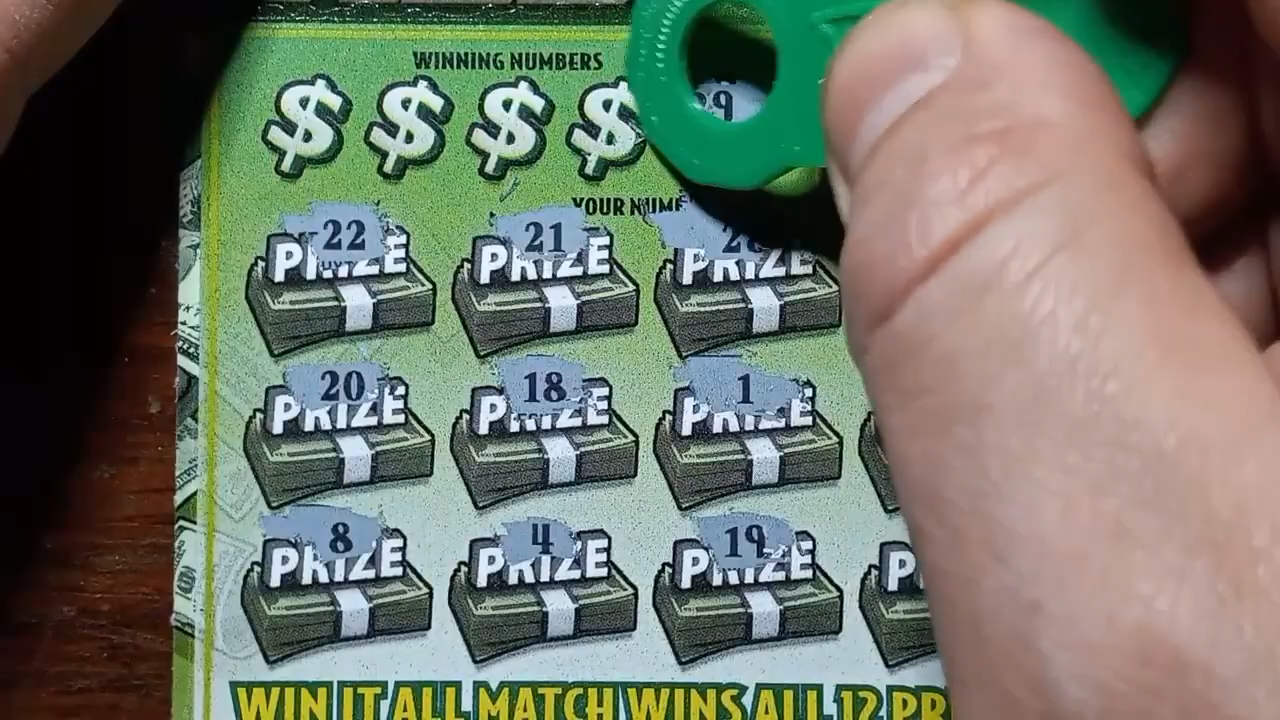 WINNING NUMBERS
$ $ $ $
YOUR
22 21
PRIZE PRIZE PRIZE
20 18 1
PRIZE PRIZE PRIZE
8 4 19
PRIZE PRIZE PRIZE
WIN IT ALL MATCH WINS ALL 12